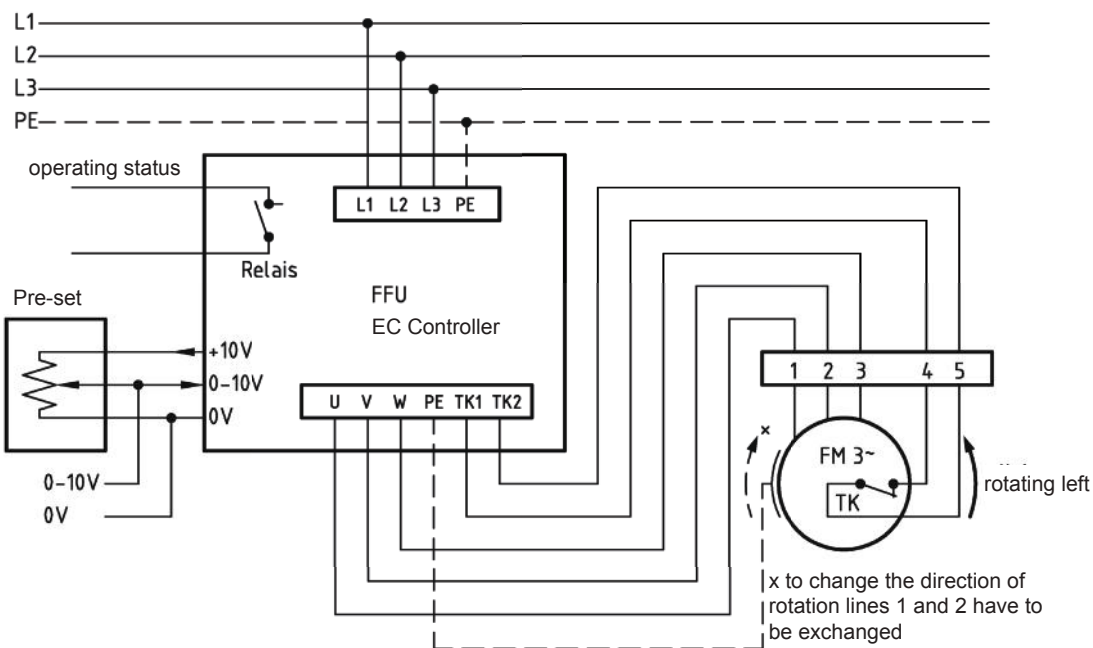 L1
L2
L3
PE
operating status
L1 L2 L3 PE
Relais
FFU
EC Controller
Pre-set
+10V
0-10V
0V
U V W PE TK1 TK2
0-10V
0V
1 2 3 4 5
x
FM 3~
TK
rotating left
x to change the direction of
rotation lines 1 and 2 have to
be exchanged